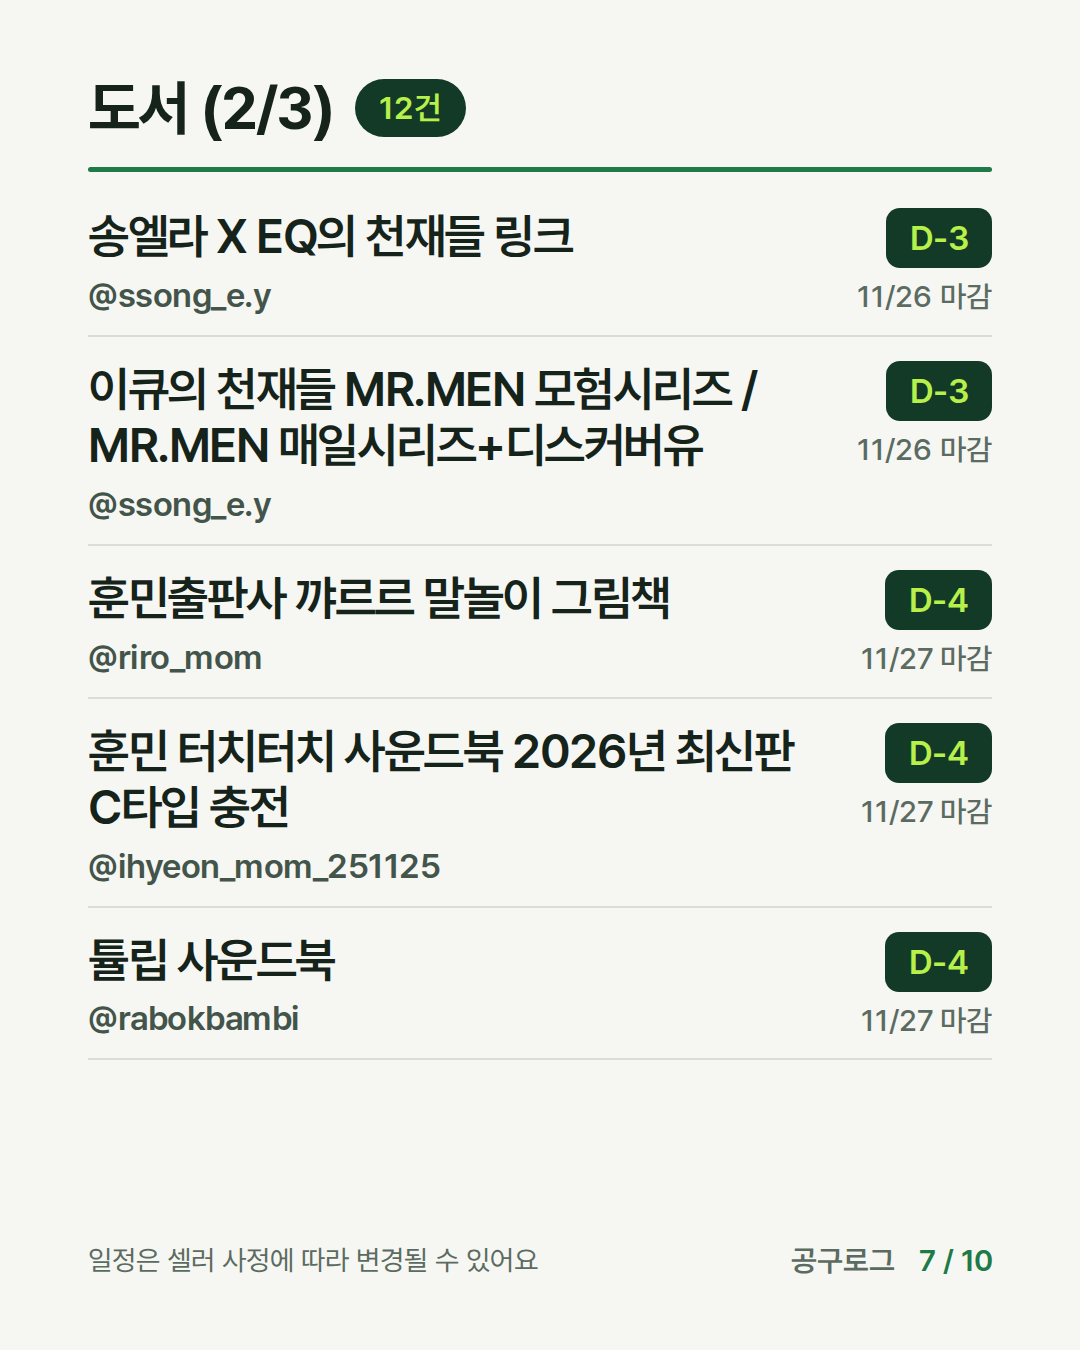 도서 (2/3) 12건
송엘라 X EQ의 천재들 링크
D-3
@ssong_e.y
11/26 마감
이큐의 천재들 MR.MEN 모험시리즈 /
MR.MEN 매일시리즈+디스커버유
D-3
11/26 마감
@ssong_e.y
훈민출판사 꺄르르 말놀이 그림책
D-4
@riro_mom
11/27 마감
훈민 터치터치 사운드북 2026년 최신판
C타입 충전
D-4
11/27 마감
@ihyeon_mom_251125
튤립 사운드북
D-4
@rabokbambi
11/27 마감
일정은 셀러 사정에 따라 변경될 수 있어요
공구로그 7 / 10